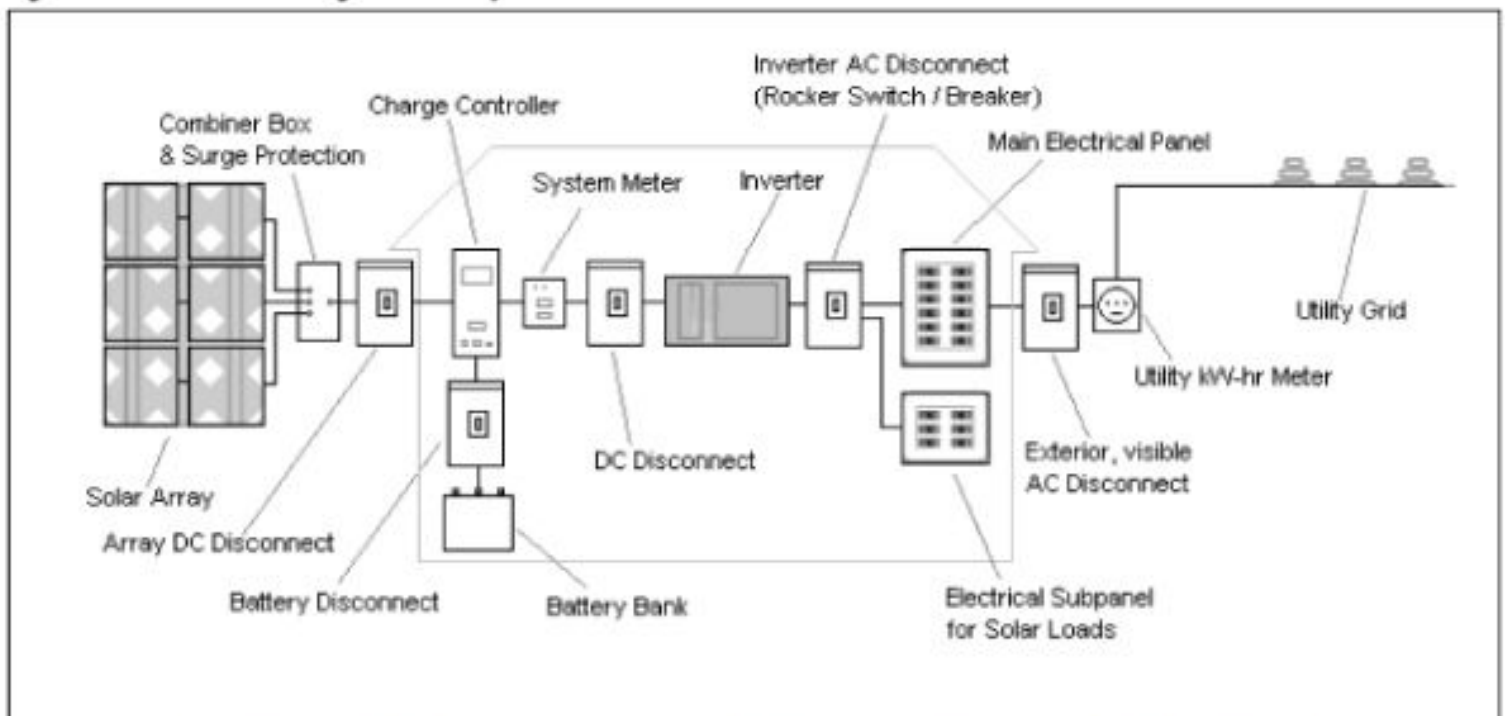 Inverter AC Disconnect
(Rocker Switch / Breaker)
Charge Controller
Combiner Box
& Surge Protection
Main Electrical Panel
System Meter
Inverter
Utility Grid
Utility kW-hr Meter
DC Disconnect
Exterior, visible
AC Disconnect
Solar Array
Array DC Disconnect
Battery Disconnect
Battery Bank
Electrical Subpanel
for Solar Loads